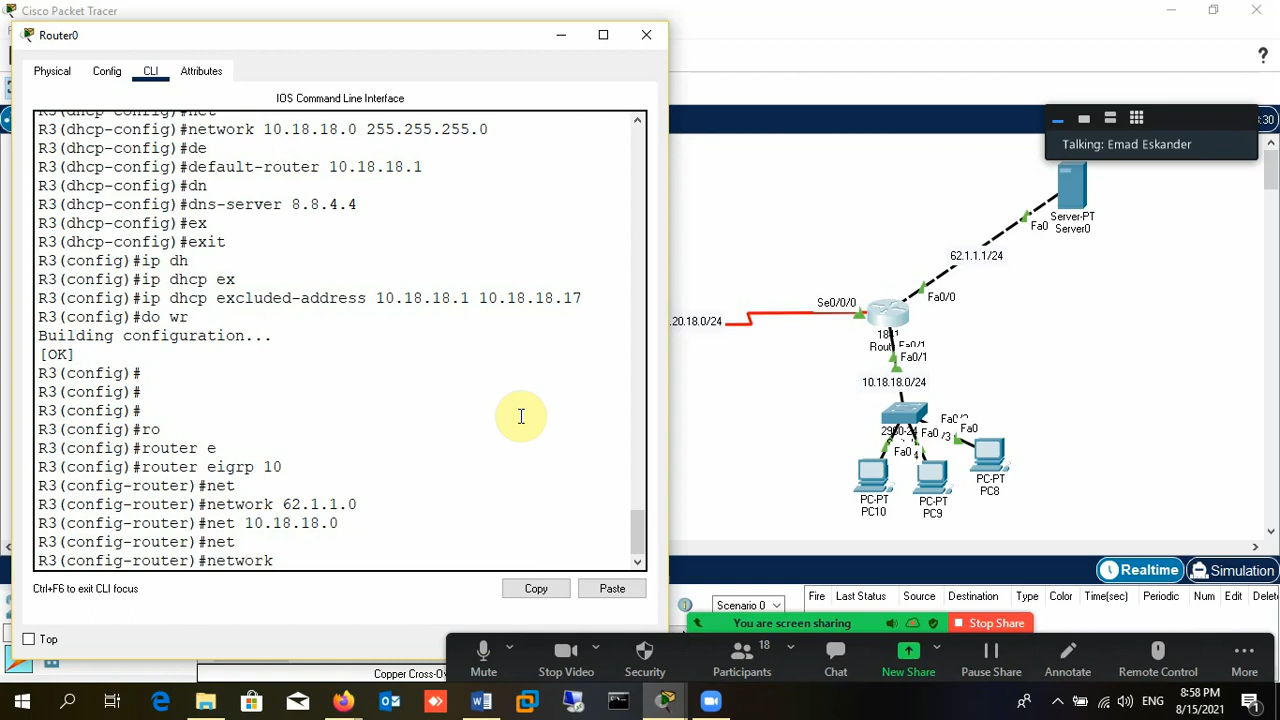 Cisco Packet Tracer
Router0
Physical
Config
CLI
Attributes
IOS Command Line Interface
R3(dhcp-config)#net
R3(dhcp-config)#network 10.18.18.0 255.255.255.0
R3(dhcp-config)#de
R3(dhcp-config)#default-router 10.18.18.1
R3(dhcp-config)#dn
R3(dhcp-config)#dns-server 8.8.4.4
R3(dhcp-config)#ex
R3(dhcp-config)#exit
R3(config)#ip dh
R3(config)#ip dhcp ex
R3(config)#ip dhcp excluded-address 10.18.18.1 10.18.18.17
R3(config)#do wr
Building configuration...
[OK]
R3(config)#
R3(config)#
R3(config)#
R3(config)#ro
R3(config)#router e
R3(config)#router eigrp 10
R3(config-router)#net
R3(config-router)#network 62.1.1.0
R3(config-router)#net 10.18.18.0
R3(config-router)#net
R3(config-router)#network
Ctrl+F6 to exit CLI focus
Copy
Paste
Top
?
:30
Talking: Emad Eskander
Server-PT
Server0
Fa0
62.1.1.1/24
Fa0/0
Se0/0/0
.20.18.0/24
Fa0/1
10.18.18.0/24
Fa0
PC-PT
PC10
PC-PT
PC9
PC-PT
PC8
Realtime
Simulation
Scenario 0
Fire
Last Status
Source
Destination
Type
Color
Time(sec)
Periodic
Num
Edit
Delet
You are screen sharing
Stop Share
Copper Cross-Ov
Mute
Stop Video
Security
18
Participants
Chat
New Share
Pause Share
Annotate
Remote Control
More
ENG
8:58 PM
8/15/2021